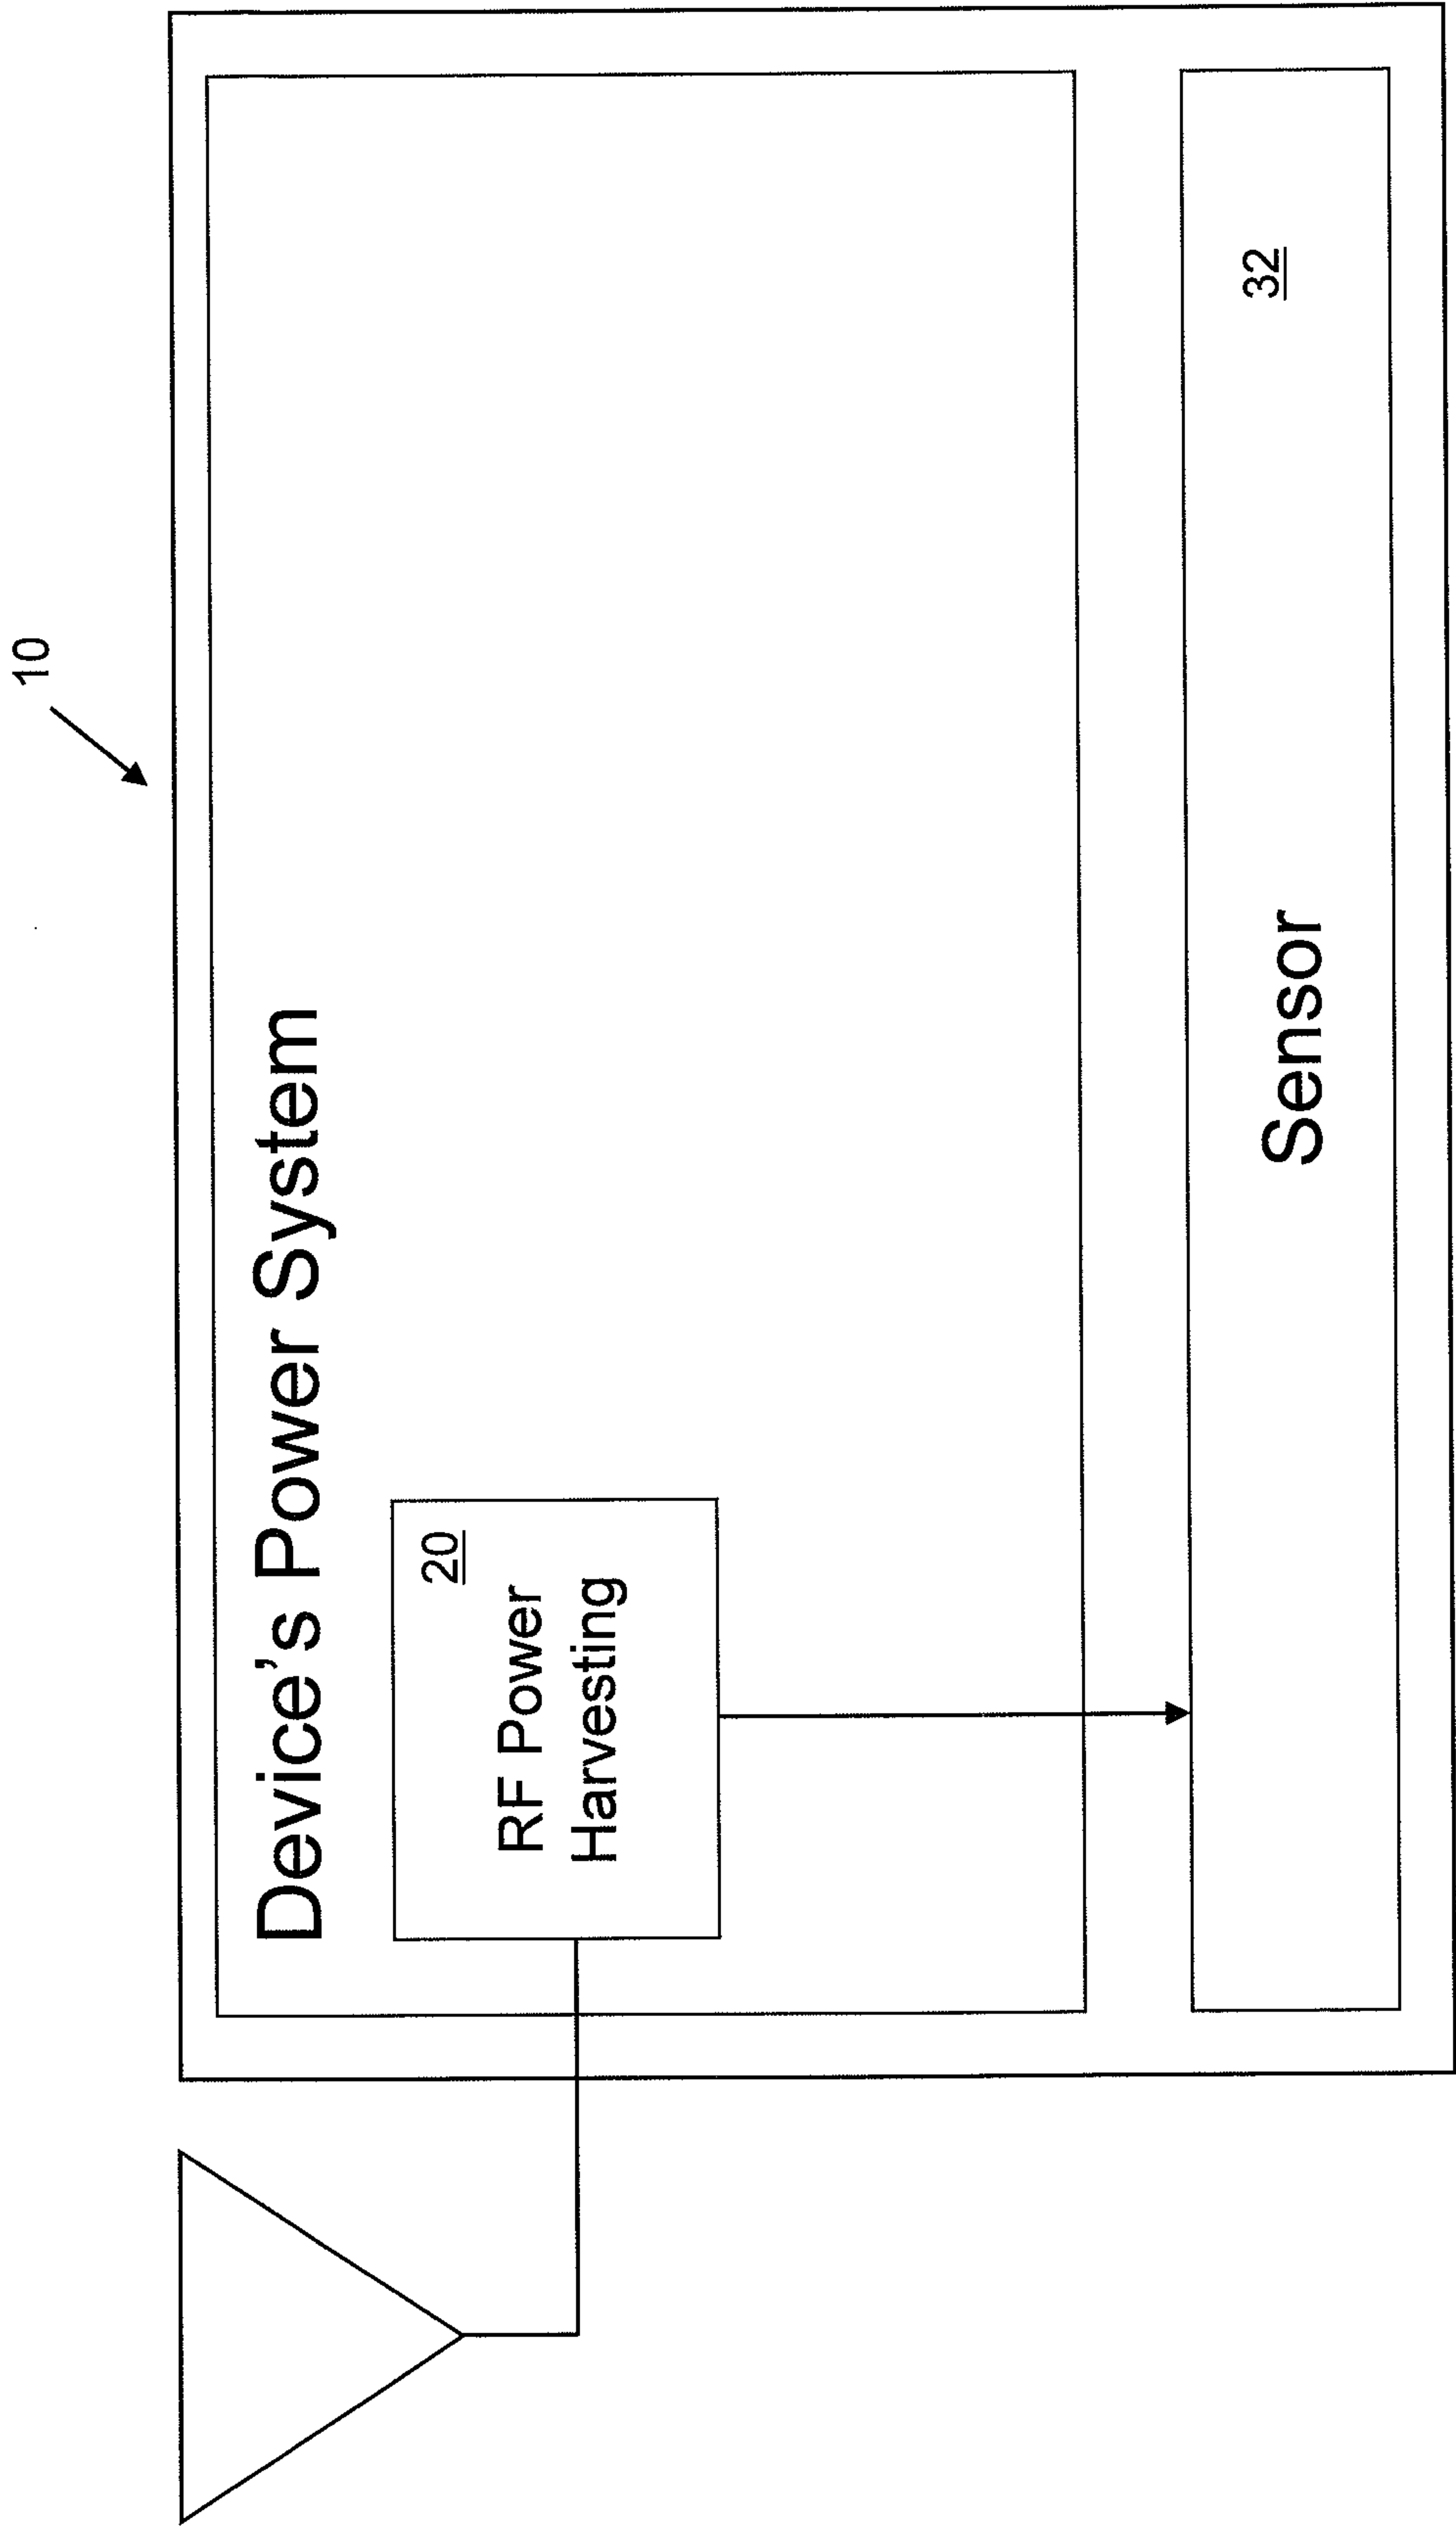 10
Device's Power System
20
RF Power
Harvesting
Sensor
32